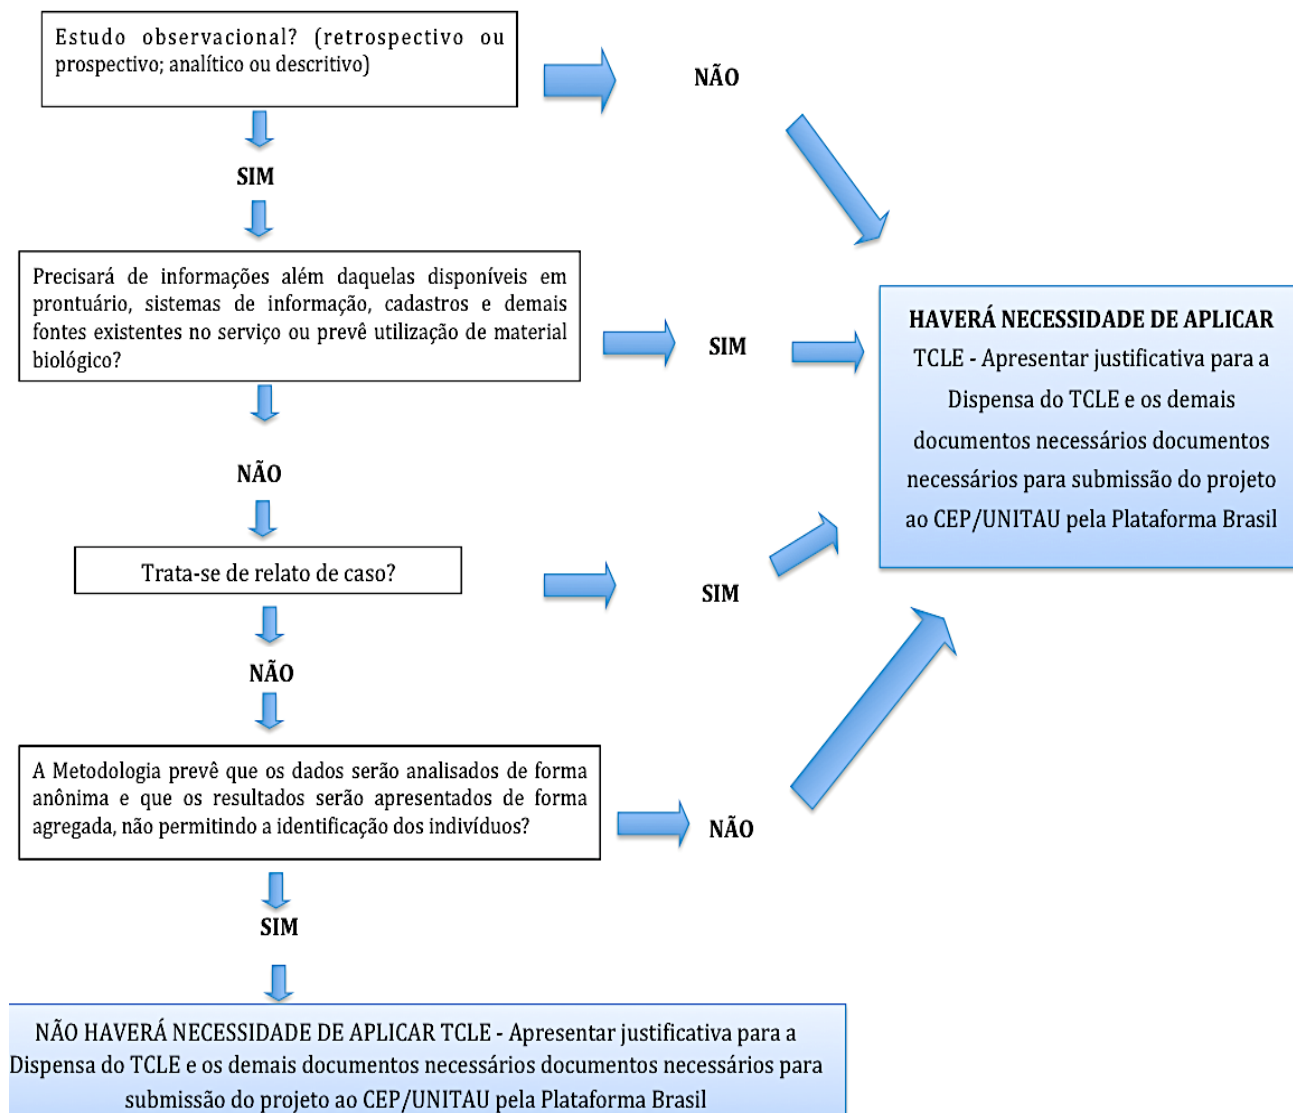 Estudo observacional? (retrospectivo ou
prospectivo; analítico ou descritivo)
NÃO
SIM
Precisará de informações além daquelas disponíveis em
prontuário, sistemas de informação, cadastros e demais
fontes existentes no serviço ou prevê utilização de material
biológico?
SIM
HAVERÁ NECESSIDADE DE APLICAR
TCLE - Apresentar justificativa para a
Dispensa do TCLE e os demais
documentos necessários documentos
necessários para submissão do projeto
ao CEP/UNITAU pela Plataforma Brasil
NÃO
Trata-se de relato de caso?
SIM
NÃO
A Metodologia prevê que os dados serão analisados de forma
anônima e que os resultados serão apresentados de forma
agregada, não permitindo a identificação dos indivíduos?
NÃO
SIM
NÃO HAVERÁ NECESSIDADE DE APLICAR TCLE - Apresentar justificativa para a
Dispensa do TCLE e os demais documentos necessários documentos necessários para
submissão do projeto ao CEP/UNITAU pela Plataforma Brasil